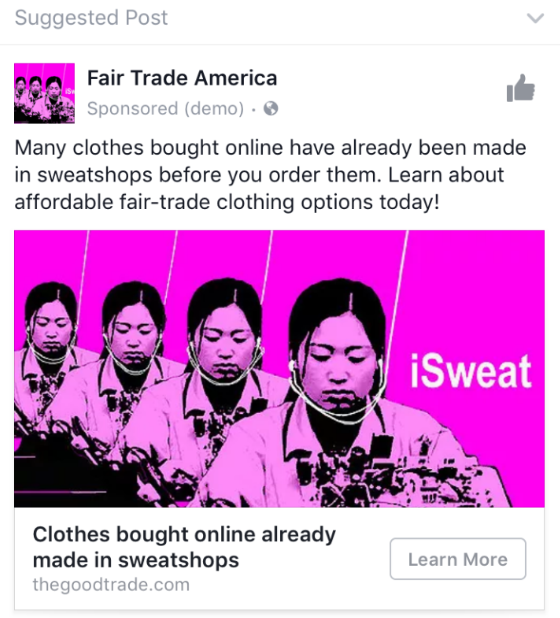 Suggested Post
Fair Trade America
Sponsored (demo) ·
Many clothes bought online have already been made
in sweatshops before you order them. Learn about
affordable fair-trade clothing options today!
iSweat
Clothes bought online already
made in sweatshops
Learn More
thegoodtrade.com